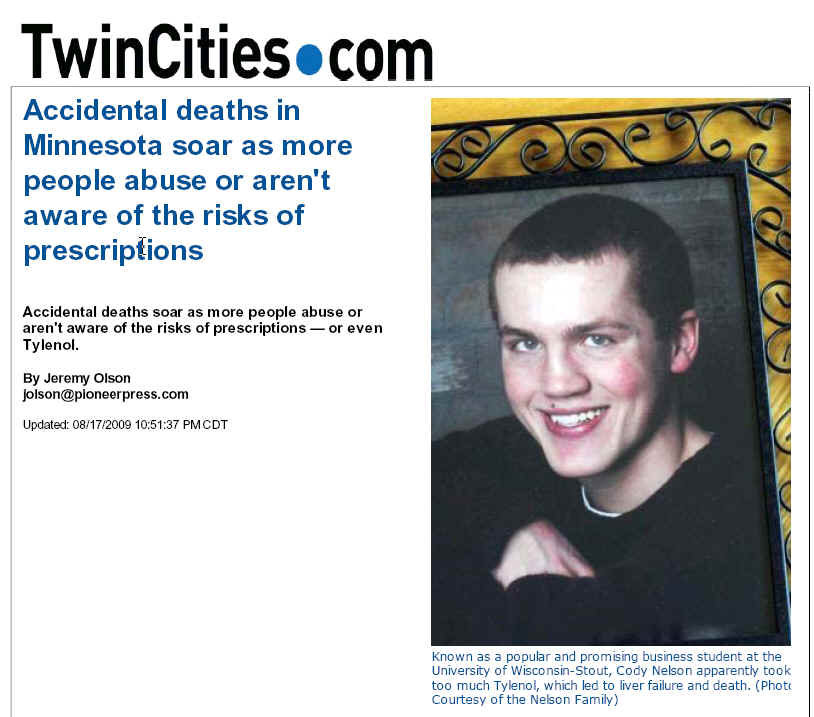 TwinCities.com
Accidental deaths in
Minnesota soar as more
people abuse or aren't
aware of the risks of
prescriptions
Accidental deaths soar as more people abuse or
aren't aware of the risks of prescriptions — or even
Tylenol.
By Jeremy Olson
jolson@pioneerpress.com
Updated: 08/17/2009 10:51:37 PM CDT
Known as a popular and promising business student at the
University of Wisconsin-Stout, Cody Nelson apparently took
too much Tylenol, which led to liver failure and death. (Photo
Courtesy of the Nelson Family)